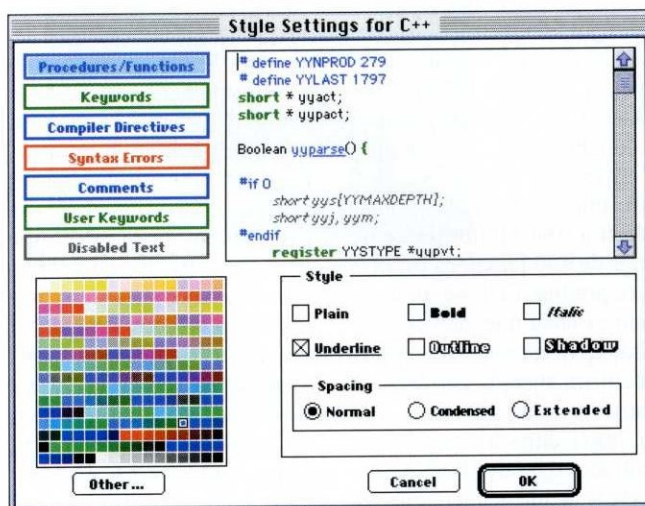 Style Settings for C++
Procedures/Functions
Keywords
Compiler Directives
Syntax Errors
Comments
User Keywords
Disabled Text
# define YYNPROD 279
# define YYLAST 1797
short * yyact;
short * yypact;
Boolean yyparse() {
#if 0
short yys[YYMAXDEPTH];
short yyj, yym;
#endif
register YYSTYPE *yypvt;
Other...
Style
Plain
Bold
Italic
Underline
Outline
Shadow
Spacing
Normal
Condensed
Extended
Cancel
OK